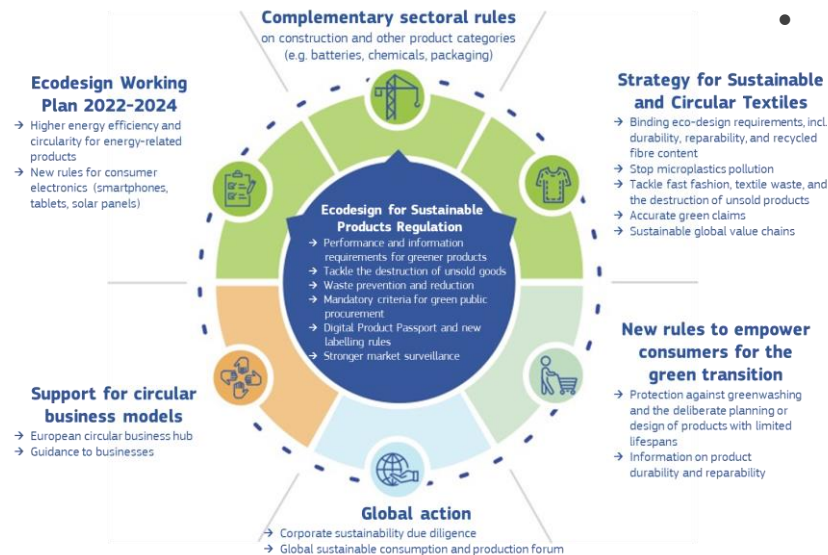 Complementary sectoral rules
on construction and other product categories
(e.g. batteries, chemicals, packaging)
Ecodesign Working
Plan 2022-2024
→ Higher energy efficiency and
circularity for energy-related
products
→ New rules for consumer
electronics (smartphones,
tablets, solar panels)
Strategy for Sustainable
and Circular Textiles
→ Binding eco-design requirements, incl.
durability, reparability, and recycled
fibre content
→ Stop microplastics pollution
→ Tackle fast fashion, textile waste, and
the destruction of unsold products
→ Accurate green claims
→ Sustainable global value chains
Ecodesign for Sustainable
Products Regulation
→ Performance and information
requirements for greener products
→ Tackle the destruction of unsold goods
→ Waste prevention and reduction
→ Mandatory criteria for green public
procurement
→ Digital Product Passport and new
labelling rules
→ Stronger market surveillance
New rules to empower
consumers for the
green transition
→ Protection against greenwashing
and the deliberate planning or
design of products with limited
lifespans
→ Information on product
durability and reparability
Support for circular
business models
→ European circular business hub
→ Guidance to businesses
Global action
→ Corporate sustainability due diligence
→ Global sustainable consumption and production forum